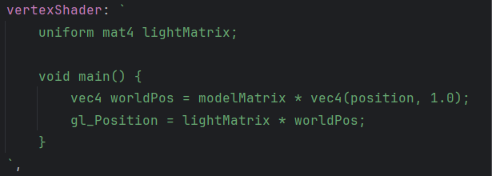 vertexShader: `
    uniform mat4 lightMatrix;

    void main() {
        vec4 worldPos = modelMatrix * vec4(position, 1.0);
        gl_Position = lightMatrix * worldPos;
    }
`,